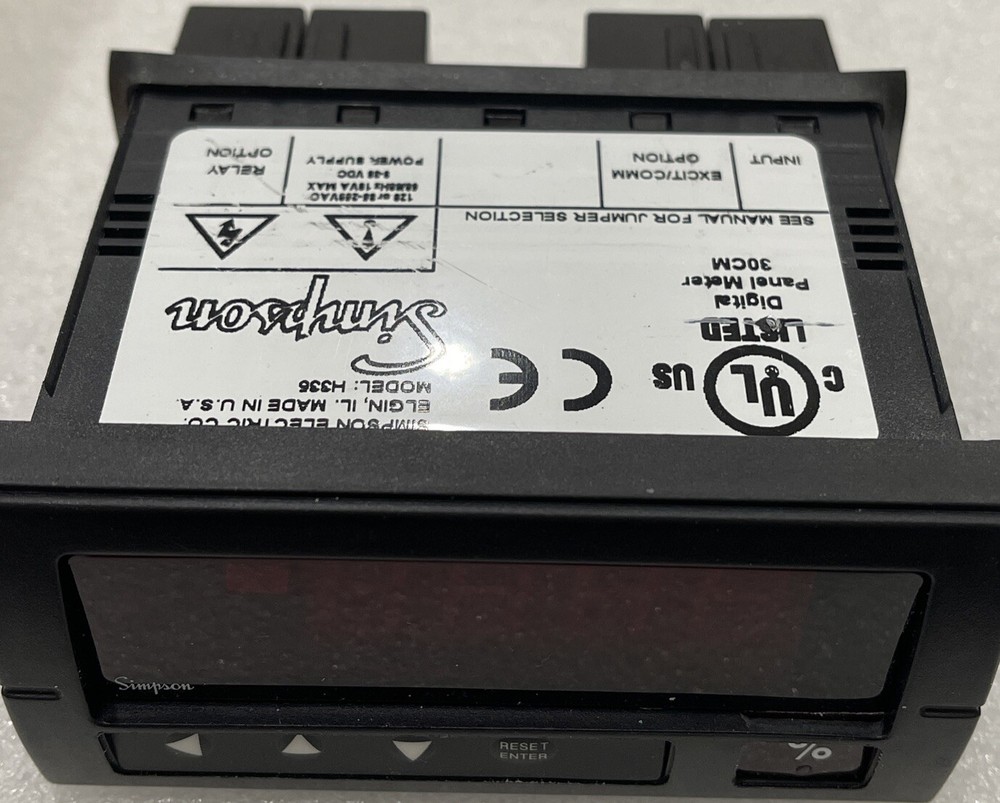 SIMPSON ELECTRIC CO.
ELGIN, IL. MADE IN U.S.A.
MODEL: H336
Simpson
CE
C UL US
LISTED
Digital
Panel Meter
30CM
SEE MANUAL FOR JUMPER SELECTION
INPUT
EXCIT/COMM
OPTION
POWER SUPPLY
RELAY
OPTION
Simpson
RESET
ENTER
%